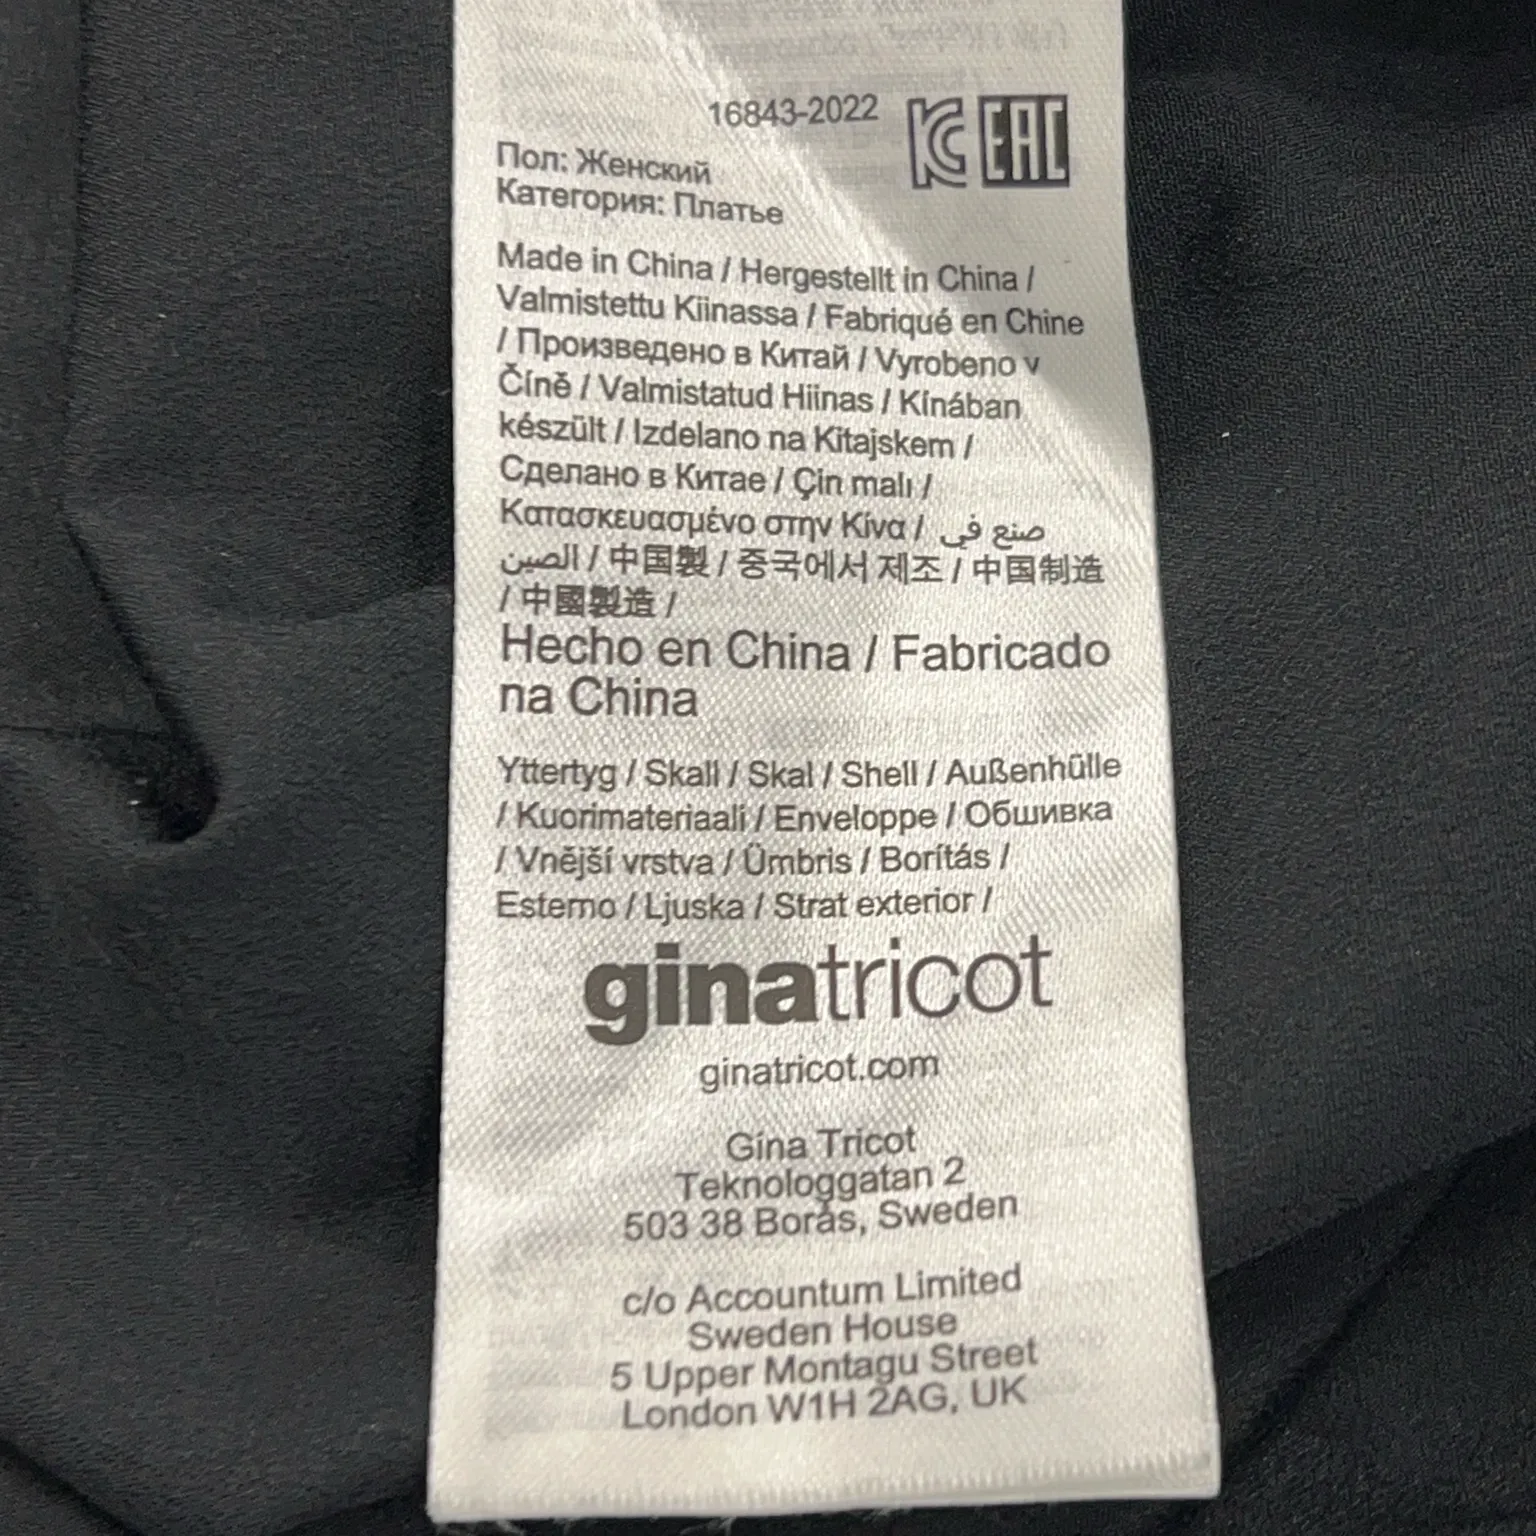 16843-2022
KC EAC
Пол: Женский
Категория: Платье
Made in China / Hergestellt in China /
Valmistettu Kiinassa / Fabriqué en Chine
/ Произведено в Китай / Vyrobeno v
Číně / Valmistatud Hiinas / Kínában
készült / Izdelano na Kitajskem /
Сделано в Китае / Çin malı /
Κατασκευασμένο στην Κίνα / صنع في
الصين / 中国製 / 중국에서 제조 / 中国制造
/ 中國製造 /
Hecho en China / Fabricado
na China
Yttertyg / Skall / Skal / Shell / Außenhülle
/ Kuorimateriaali / Enveloppe / Обшивка
/ Vnější vrstva / Ümbris / Borítás /
Esterno / Ljuska / Strat exterior /
ginatricot
ginatricot.com
Gina Tricot
Teknologgatan 2
503 38 Borås, Sweden
c/o Accountum Limited
Sweden House
5 Upper Montagu Street
London W1H 2AG, UK